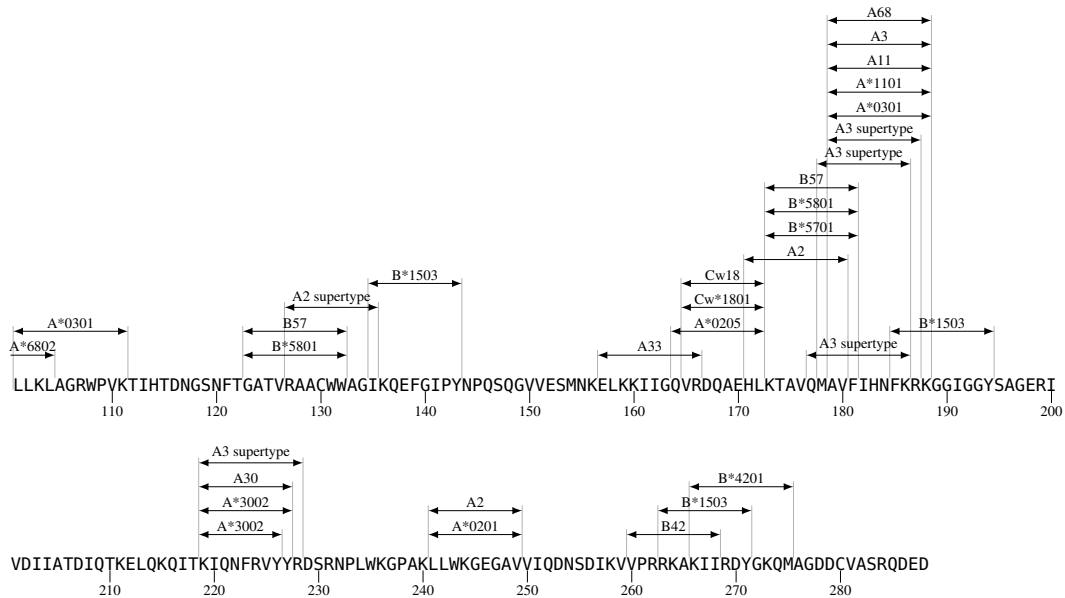 A68
A3
A11
A*1101
A*0301
A3 supertype
A3 supertype
B57
B*5801
B*5701
A2
B*1503 Cw18
A2 supertype Cw*1801
A*0301 B57 A*0205 B*1503
A*6802 B*5801 A33 A3 supertype
LLKLAGRWPVKTIHTDNGSNFTGATVRAACWWAGIKQEFGIPYNPQSQGVVESMNKELKKIIGQVRDQAEHLKTAVQMAVFIHNFKRKGGIGGYSAGERI
110 120 130 140 150 160 170 180 190 200
A3 supertype
A30 B*4201
A*3002 A2 B*1503
A*3002 A*0201 B42
VDIIATDIQTKELQKQITKIQNFRVYYRDSRNPLWKGPAKLLWKGEGAVVIQDNSDIKVVPRRKAKIIRDYGKQMAGDDCVASRQDED
210 220 230 240 250 260 270 280